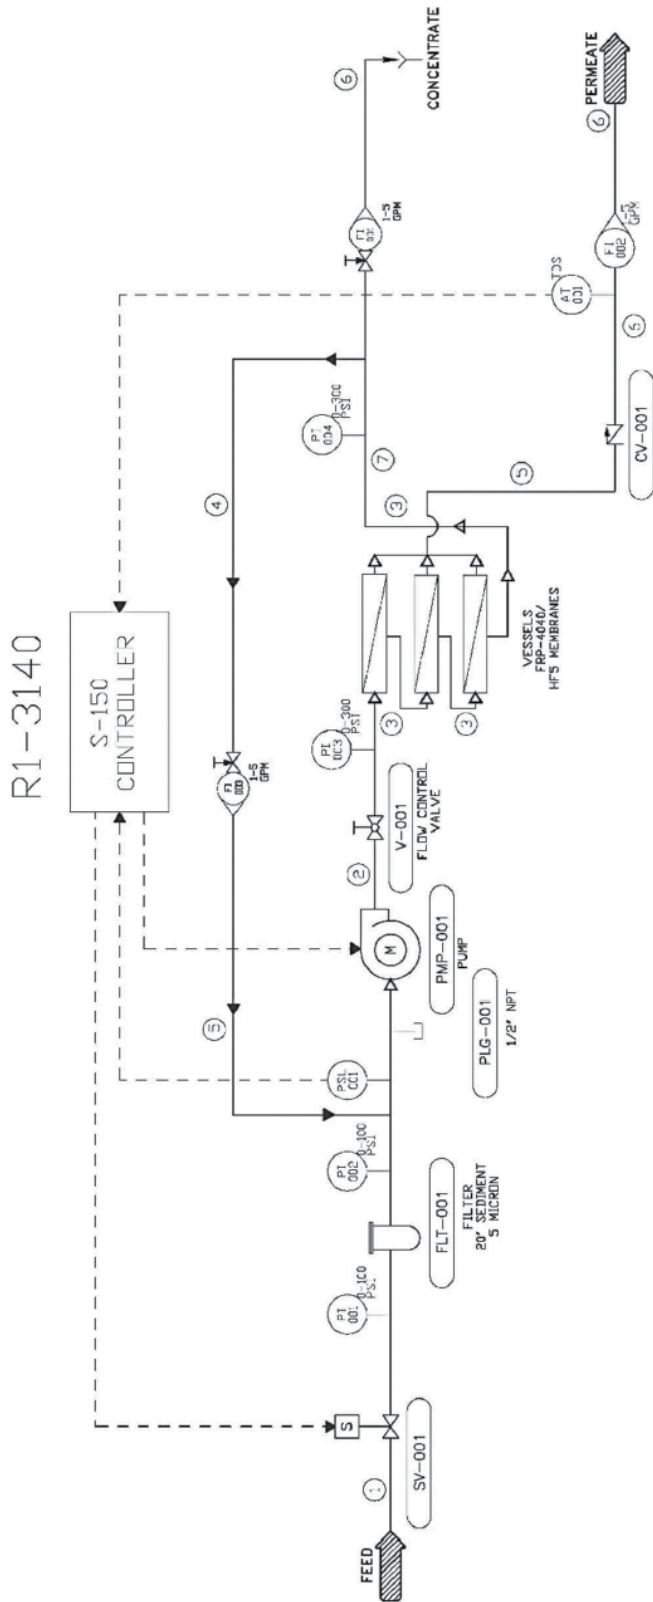 R1-3140
S-150
CONTROLLER
FEED
1
S
SV-001
PI
001
0-100
PSI
FLT-001
FILTER
20" SEDIMENT
5 MICRON
PI
002
0-100
PSI
PSL
001
PLG-001
1/2" NPT
M
PMP-001
PUMP
2
V-001
FLOW CONTROL
VALVE
PI
003
0-300
PSI
5
FI
003
1-5
GPM
4
3
3
VESSELS
FRP-4040/
HF5 MEMBRANES
3
7
PI
004
0-300
PSI
FI
001
1-5
GPM
6
CONCENTRATE
5
CV-001
AT
001
TDS
FI
002
1-5
GPM
6
PERMEATE